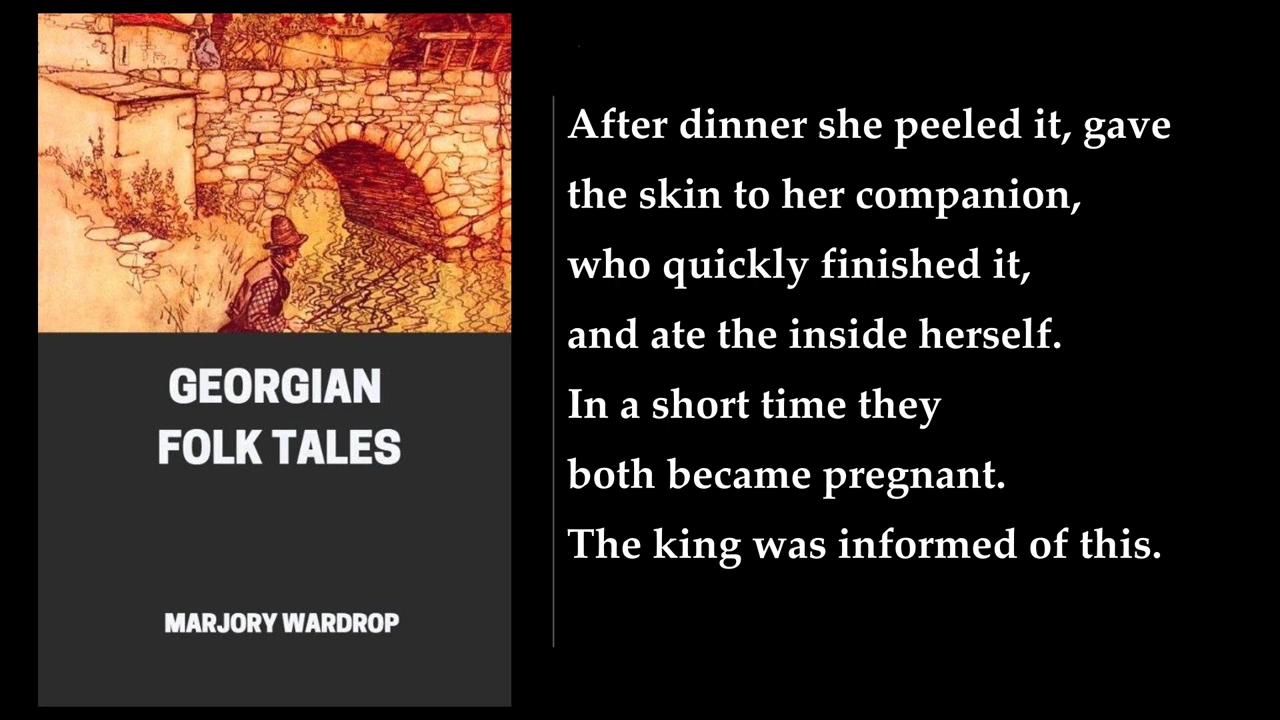 GEORGIAN
FOLK TALES
MARJORY WARDROP
After dinner she peeled it, gave
the skin to her companion,
who quickly finished it,
and ate the inside herself.
In a short time they
both became pregnant.
The king was informed of this.